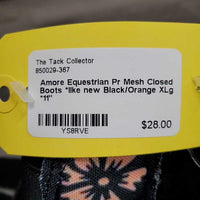 The Tack Collector
850029-367
Amore Equestrian Pr Mesh Closed
Boots *like new Black/Orange XLg
*11"
YS8RVE
$28.00